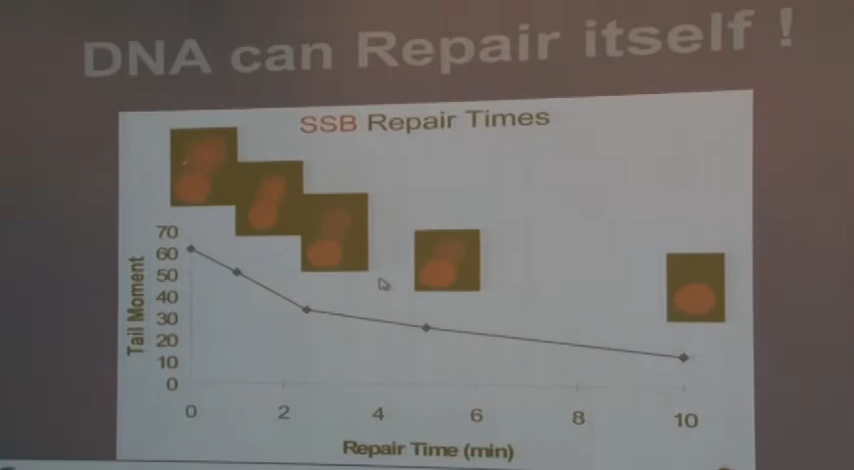 DNA can Repair itself !
SSB Repair Times
70
60
50
40
30
20
10
0
Tail Moment
0 2 4 6 8 10
Repair Time (min)